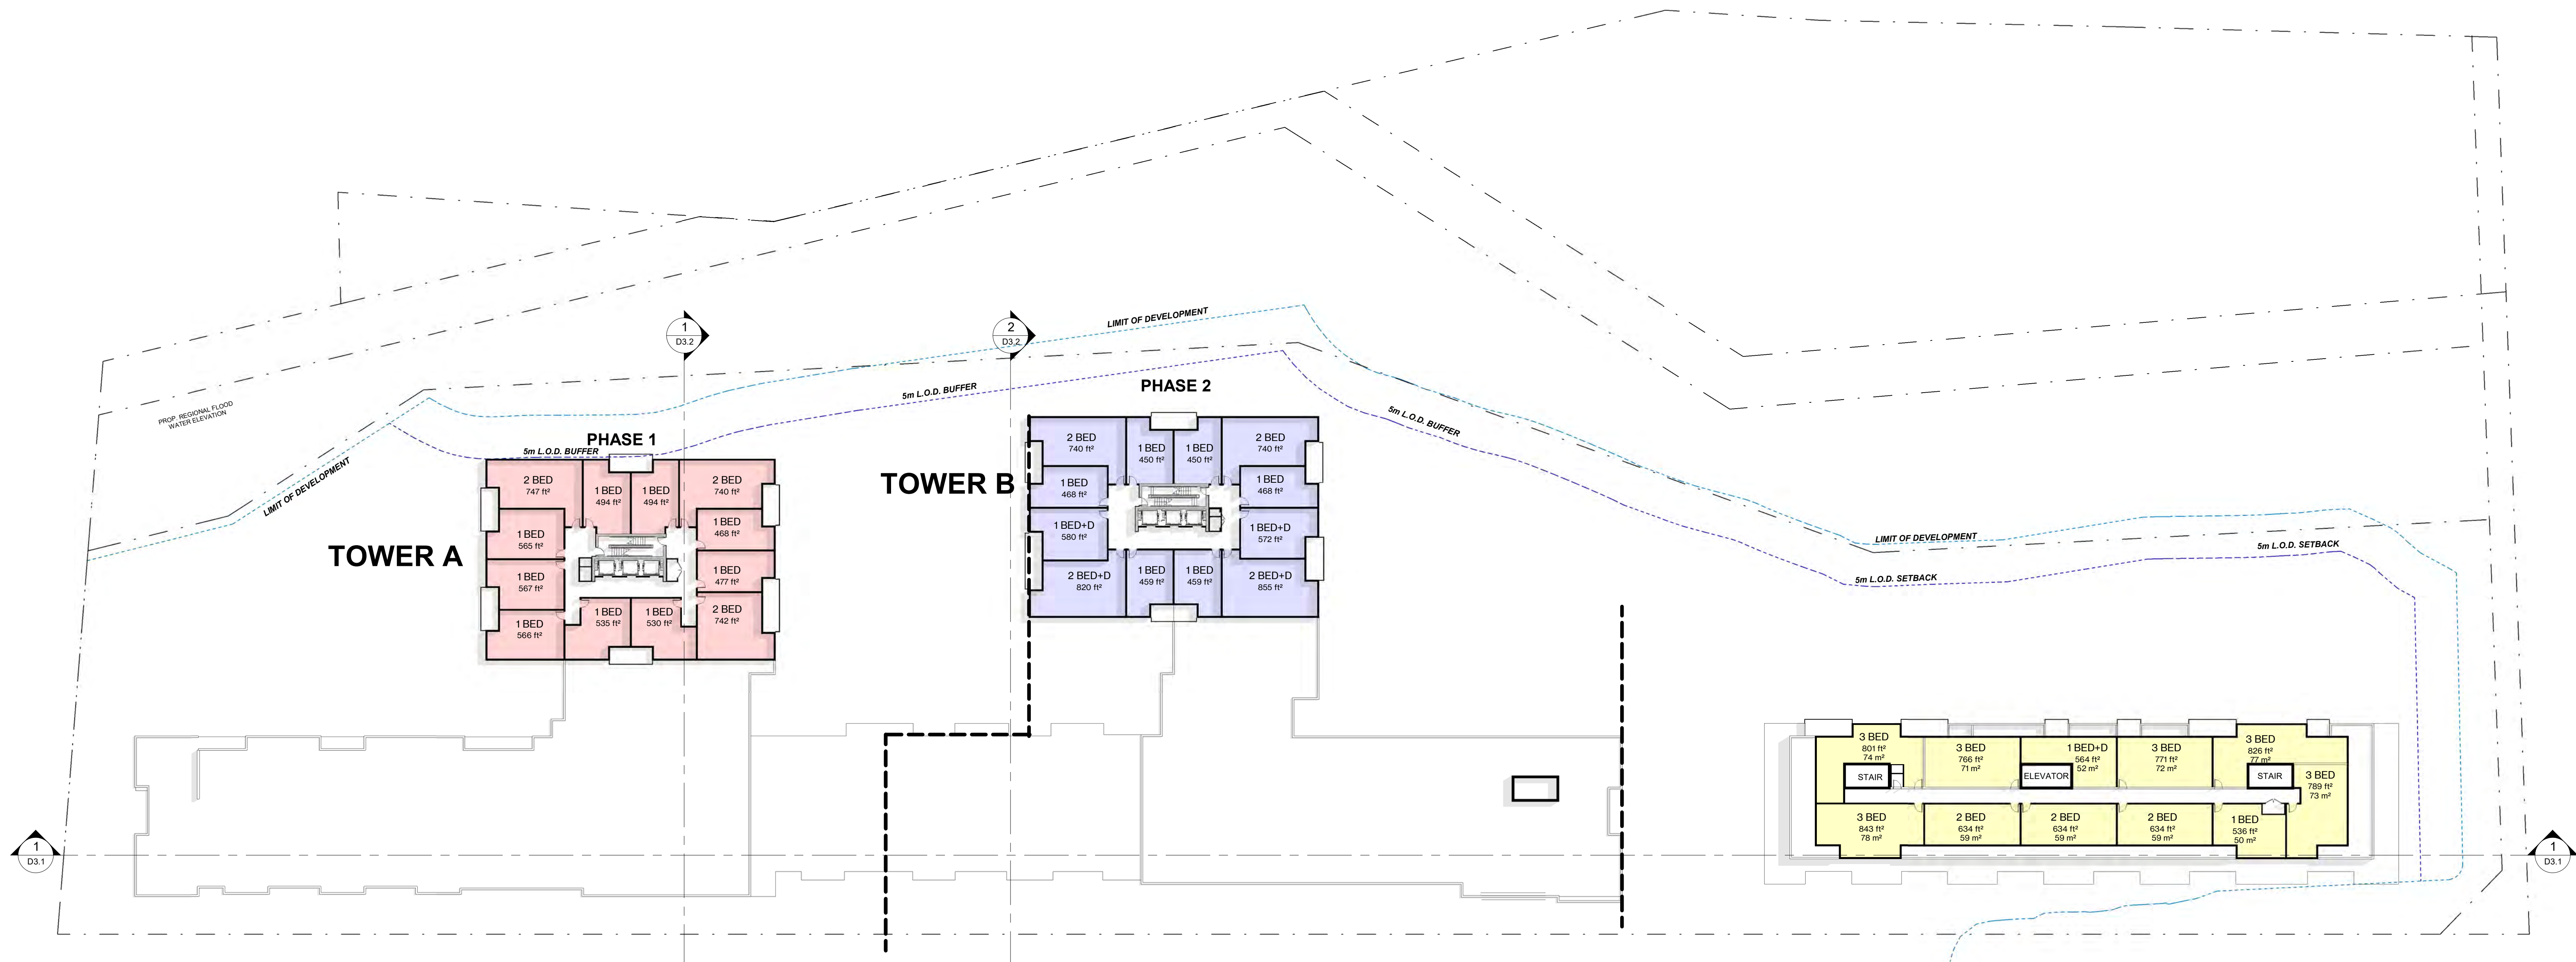 1
D3.2
2
D3.2
LIMIT OF DEVELOPMENT
PHASE 2
5m L.O.D. BUFFER
5m L.O.D. BUFFER
PROP. REGIONAL FLOOD
WATER ELEVATION
LIMIT OF DEVELOPMENT
PHASE 1
5m L.O.D. BUFFER
TOWER A
2 BED
747 ft²
1 BED
494 ft²
1 BED
494 ft²
2 BED
740 ft²
1 BED
565 ft²
1 BED
468 ft²
1 BED
567 ft²
1 BED
477 ft²
1 BED
566 ft²
1 BED
535 ft²
1 BED
530 ft²
2 BED
742 ft²
TOWER B
2 BED
740 ft²
1 BED
450 ft²
1 BED
450 ft²
2 BED
740 ft²
1 BED
468 ft²
1 BED
468 ft²
1 BED+D
580 ft²
1 BED+D
572 ft²
2 BED+D
820 ft²
1 BED
459 ft²
1 BED
459 ft²
2 BED+D
855 ft²
LIMIT OF DEVELOPMENT
5m L.O.D. SETBACK
5m L.O.D. SETBACK
3 BED
801 ft²
74 m²
3 BED
766 ft²
71 m²
1 BED+D
564 ft²
52 m²
3 BED
771 ft²
72 m²
3 BED
826 ft²
77 m²
STAIR
ELEVATOR
STAIR
3 BED
789 ft²
73 m²
3 BED
843 ft²
78 m²
2 BED
634 ft²
59 m²
2 BED
634 ft²
59 m²
2 BED
634 ft²
59 m²
1 BED
536 ft²
50 m²
1
D3.1
1
D3.1